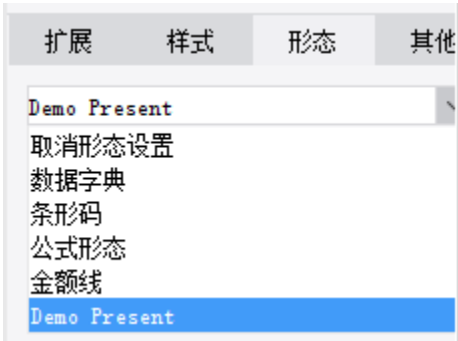 扩展 样式 形态 其他
Demo Present
取消形态设置
数据字典
条形码
公式形态
金额线
Demo Present